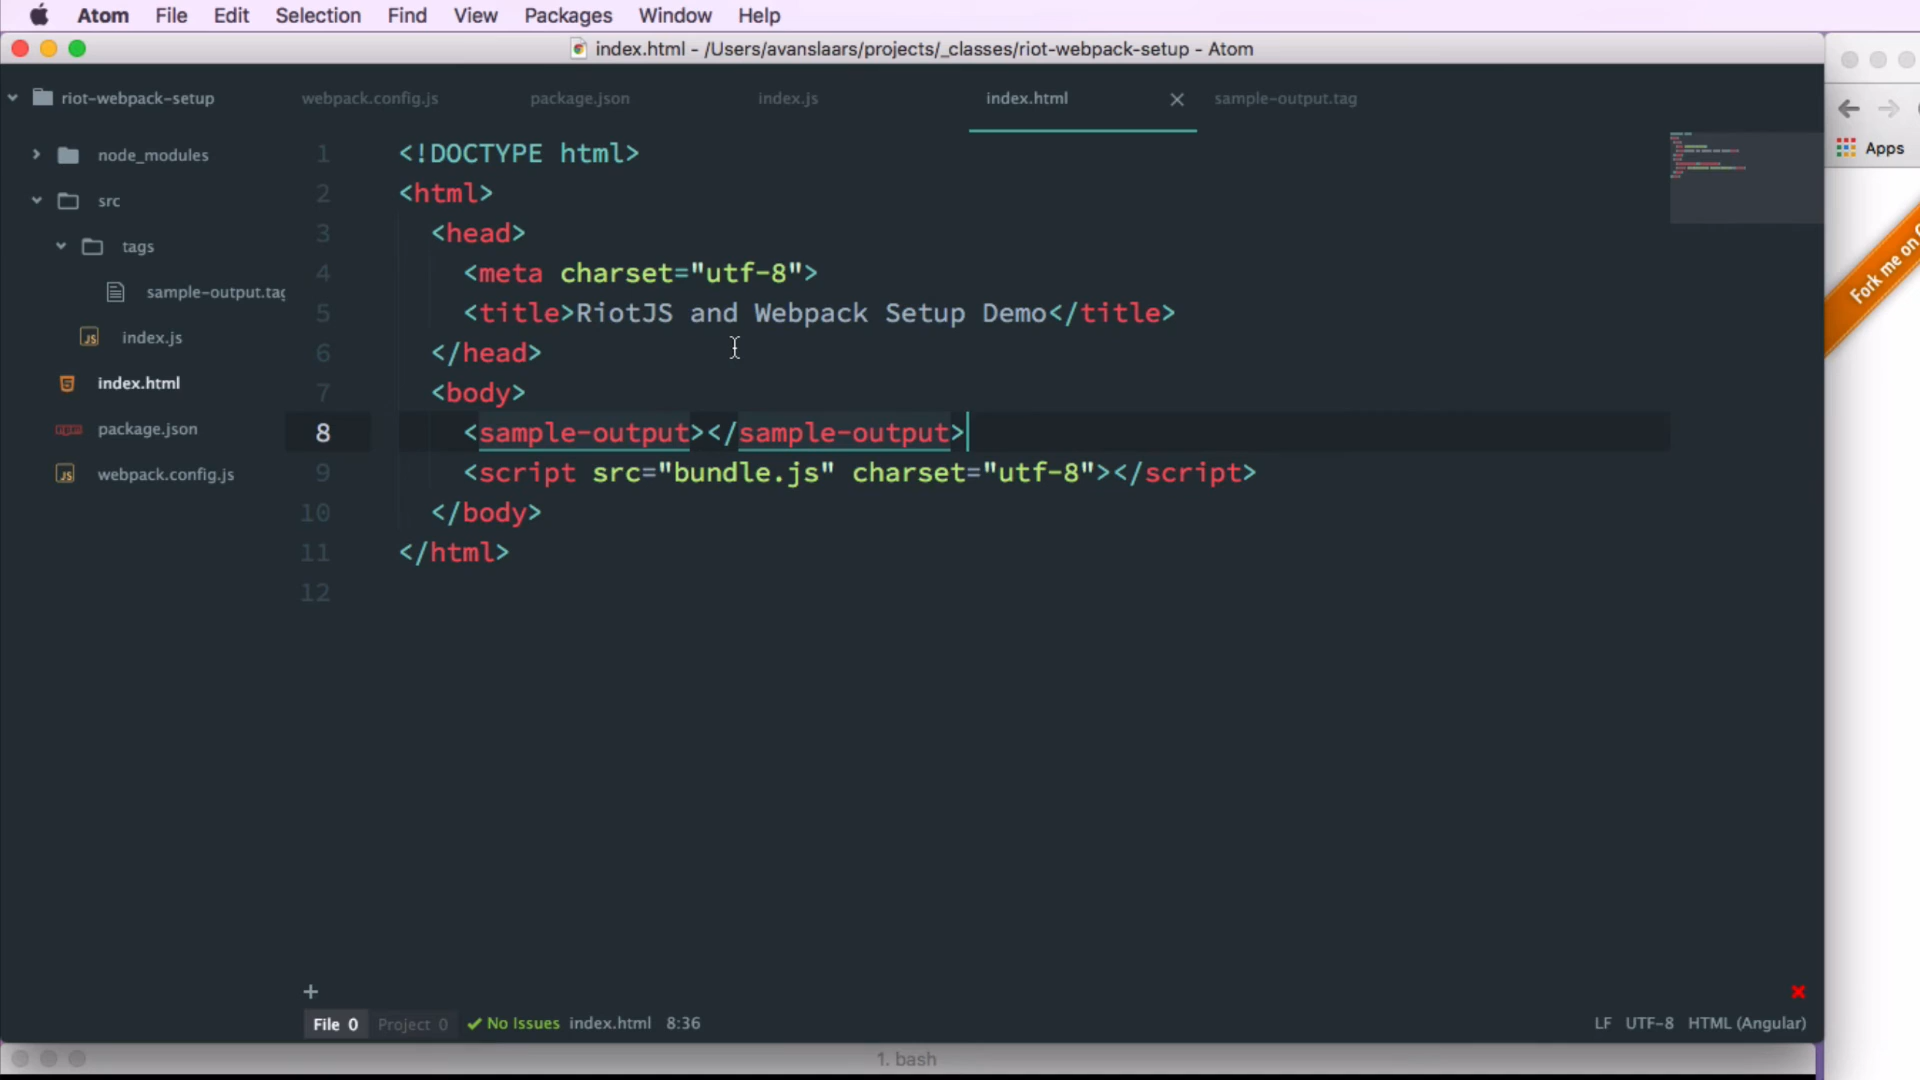 Atom File Edit Selection Find View Packages Window Help
index.html - /Users/avanslaars/projects/_classes/riot-webpack-setup - Atom
riot-webpack-setup
node_modules
src
tags
sample-output.tag
index.js
index.html
package.json
webpack.config.js
webpack.config.js package.json index.js index.html sample-output.tag
1 <!DOCTYPE html>
2 <html>
3 <head>
4 <meta charset="utf-8">
5 <title>RiotJS and Webpack Setup Demo</title>
6 </head>
7 <body>
8 <sample-output></sample-output>
9 <script src="bundle.js" charset="utf-8"></script>
10 </body>
11 </html>
12
Apps
Fork me on
+
File 0 Project 0 No Issues index.html 8:36 LF UTF-8 HTML (Angular)
1. bash